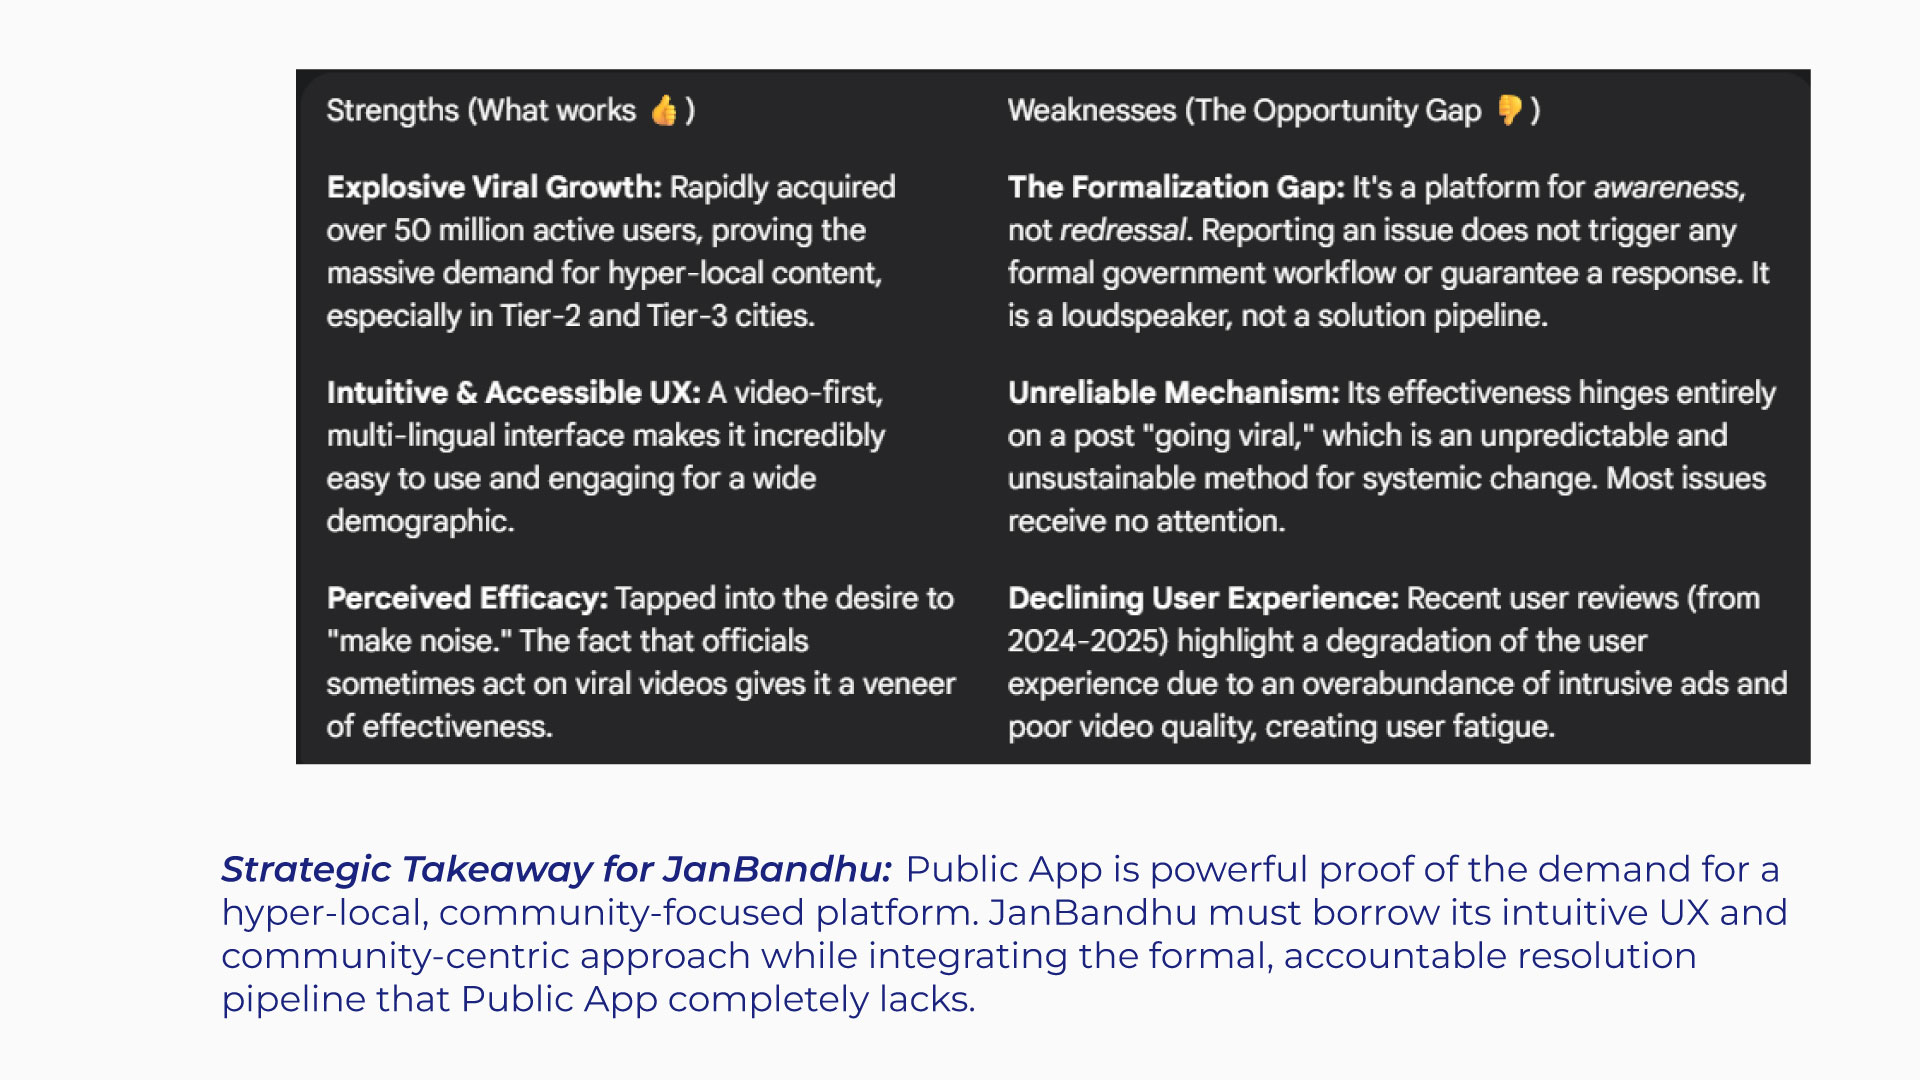 Strengths (What works 👍 )
Explosive Viral Growth: Rapidly acquired
over 50 million active users, proving the
massive demand for hyper-local content,
especially in Tier-2 and Tier-3 cities.
Intuitive & Accessible UX: A video-first,
multi-lingual interface makes it incredibly
easy to use and engaging for a wide
demographic.
Perceived Efficacy: Tapped into the desire to
"make noise." The fact that officials
sometimes act on viral videos gives it a veneer
of effectiveness.
Weaknesses (The Opportunity Gap 👎 )
The Formalization Gap: It's a platform for awareness,
not redressal. Reporting an issue does not trigger any
formal government workflow or guarantee a response. It
is a loudspeaker, not a solution pipeline.
Unreliable Mechanism: Its effectiveness hinges entirely
on a post "going viral," which is an unpredictable and
unsustainable method for systemic change. Most issues
receive no attention.
Declining User Experience: Recent user reviews (from
2024-2025) highlight a degradation of the user
experience due to an overabundance of intrusive ads and
poor video quality, creating user fatigue.
Strategic Takeaway for JanBandhu: Public App is powerful proof of the demand for a
hyper-local, community-focused platform. JanBandhu must borrow its intuitive UX and
community-centric approach while integrating the formal, accountable resolution
pipeline that Public App completely lacks.